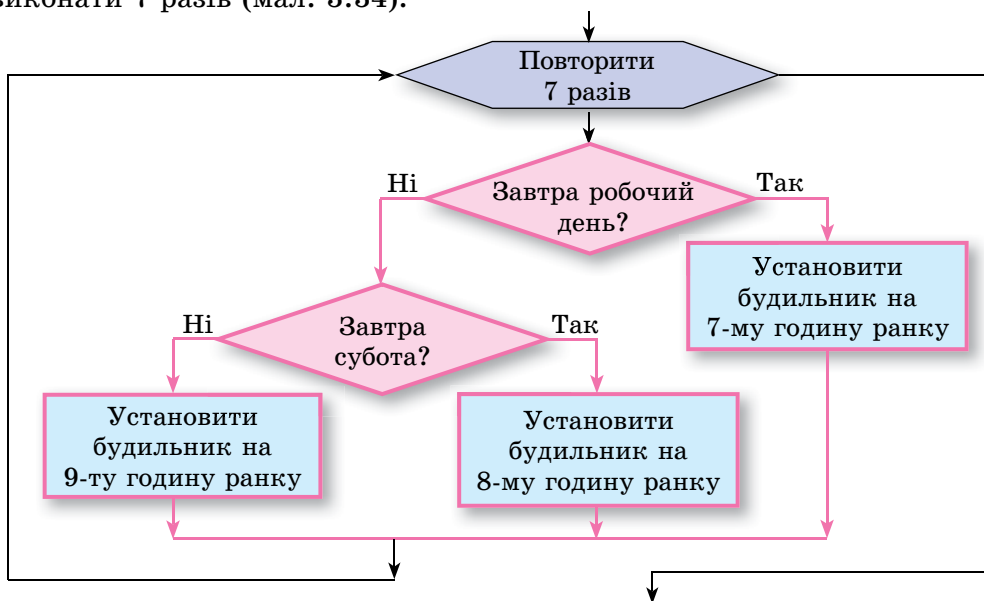 виконати 7 разів (мал. 3.34).
Повторити
7 разів
Ні
Завтра робочий
день?
Так
Установити
будильник на
7-му годину ранку
Ні
Завтра
субота?
Так
Установити
будильник на
9-ту годину ранку
Установити
будильник на
8-му годину ранку